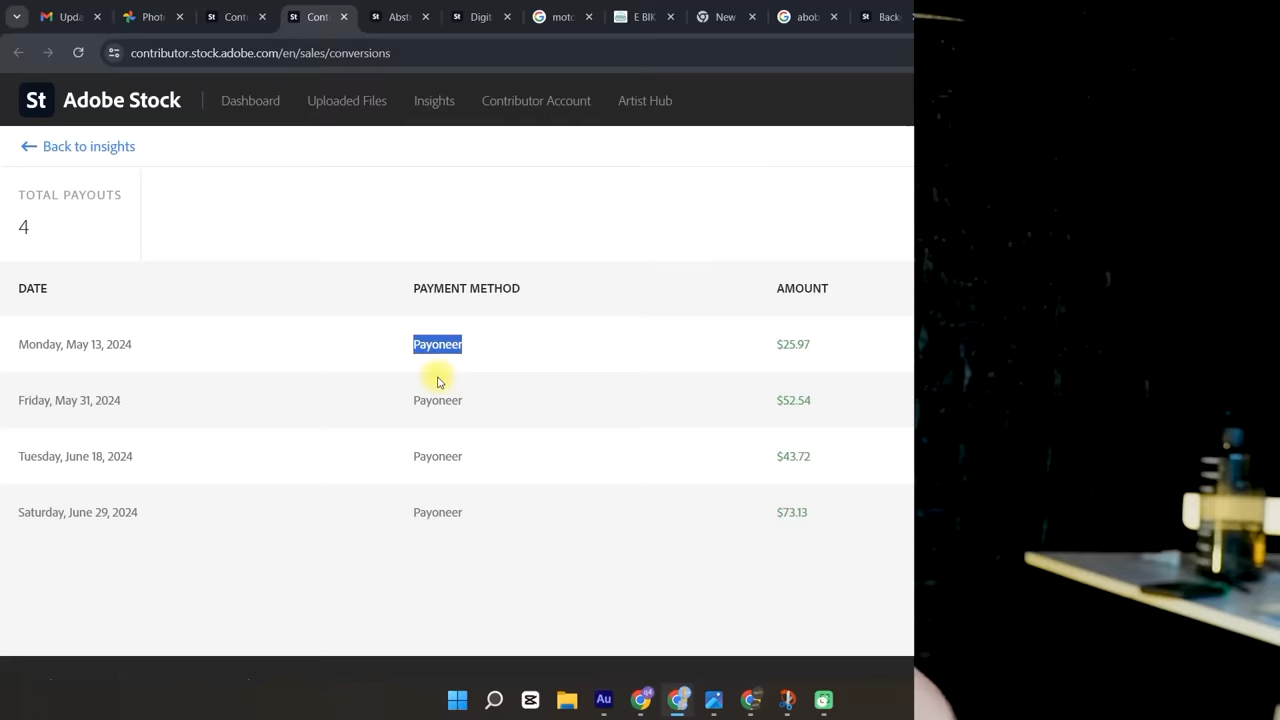 Upda
Phot
Cont
Cont
Abst
Digit
moto
E BIK
New
abob
Back
contributor.stock.adobe.com/en/sales/conversions
St Adobe Stock Dashboard Uploaded Files Insights Contributor Account Artist Hub
← Back to insights
TOTAL PAYOUTS
4
DATE PAYMENT METHOD AMOUNT
Monday, May 13, 2024 Payoneer $25.97
Friday, May 31, 2024 Payoneer $52.54
Tuesday, June 18, 2024 Payoneer $43.72
Saturday, June 29, 2024 Payoneer $73.13
Au